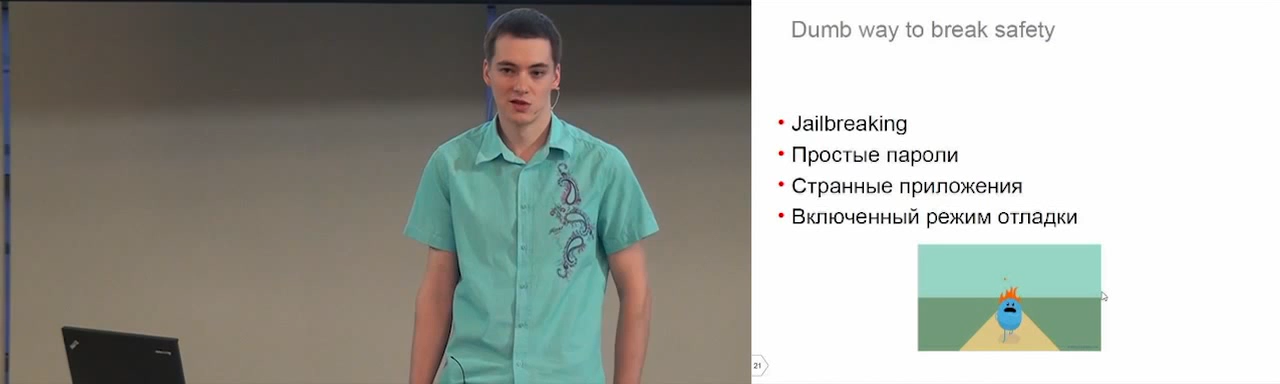 Dumb way to break safety
• Jailbreaking
• Простые пароли
• Странные приложения
• Включенный режим отладки
21